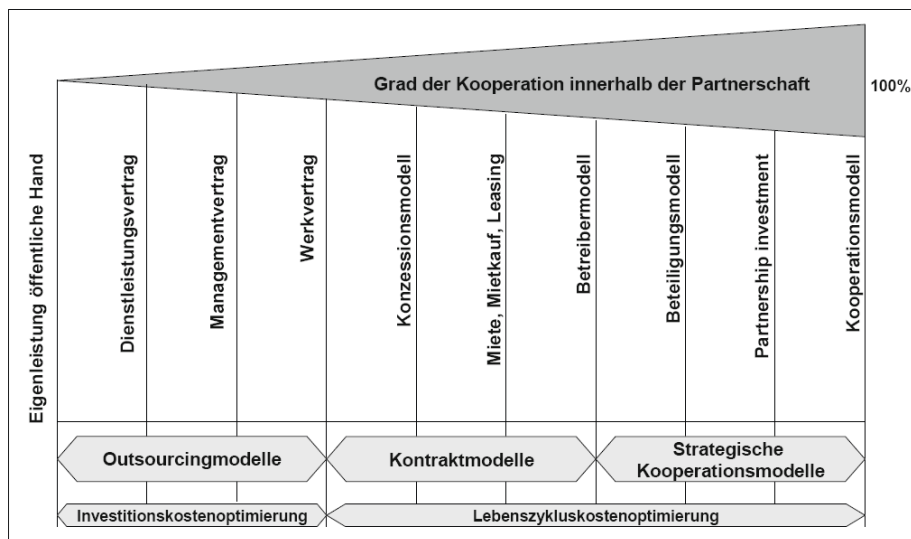 Grad der Kooperation innerhalb der Partnerschaft
100%
Eigenleistung öffentliche Hand
Dienstleistungsvertrag
Managementvertrag
Werkvertrag
Konzessionsmodell
Miete, Mietkauf, Leasing
Betreibermodell
Beteiligungsmodell
Partnership investment
Kooperationsmodell
Outsourcingmodelle
Kontraktmodelle
Strategische
Kooperationsmodelle
Investitionskostenoptimierung
Lebenszykluskostenoptimierung